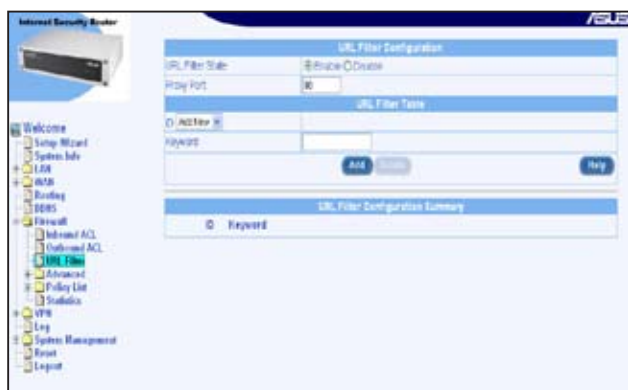 Internet Security Router
ASUS
URL Filter Configuration
URL Filter State Enable Disable
Proxy Port 80
URL Filter Table
ID Add New
Keyword
Add Delete Help
URL Filter Configuration Summary
ID Keyword
Welcome
Setup Wizard
System Info
LAN
WAN
Routing
DDNS
Firewall
Inbound ACL
Outbound ACL
URL Filter
Advanced
Policy List
Statistics
VPN
Log
System Management
Reset
Logout